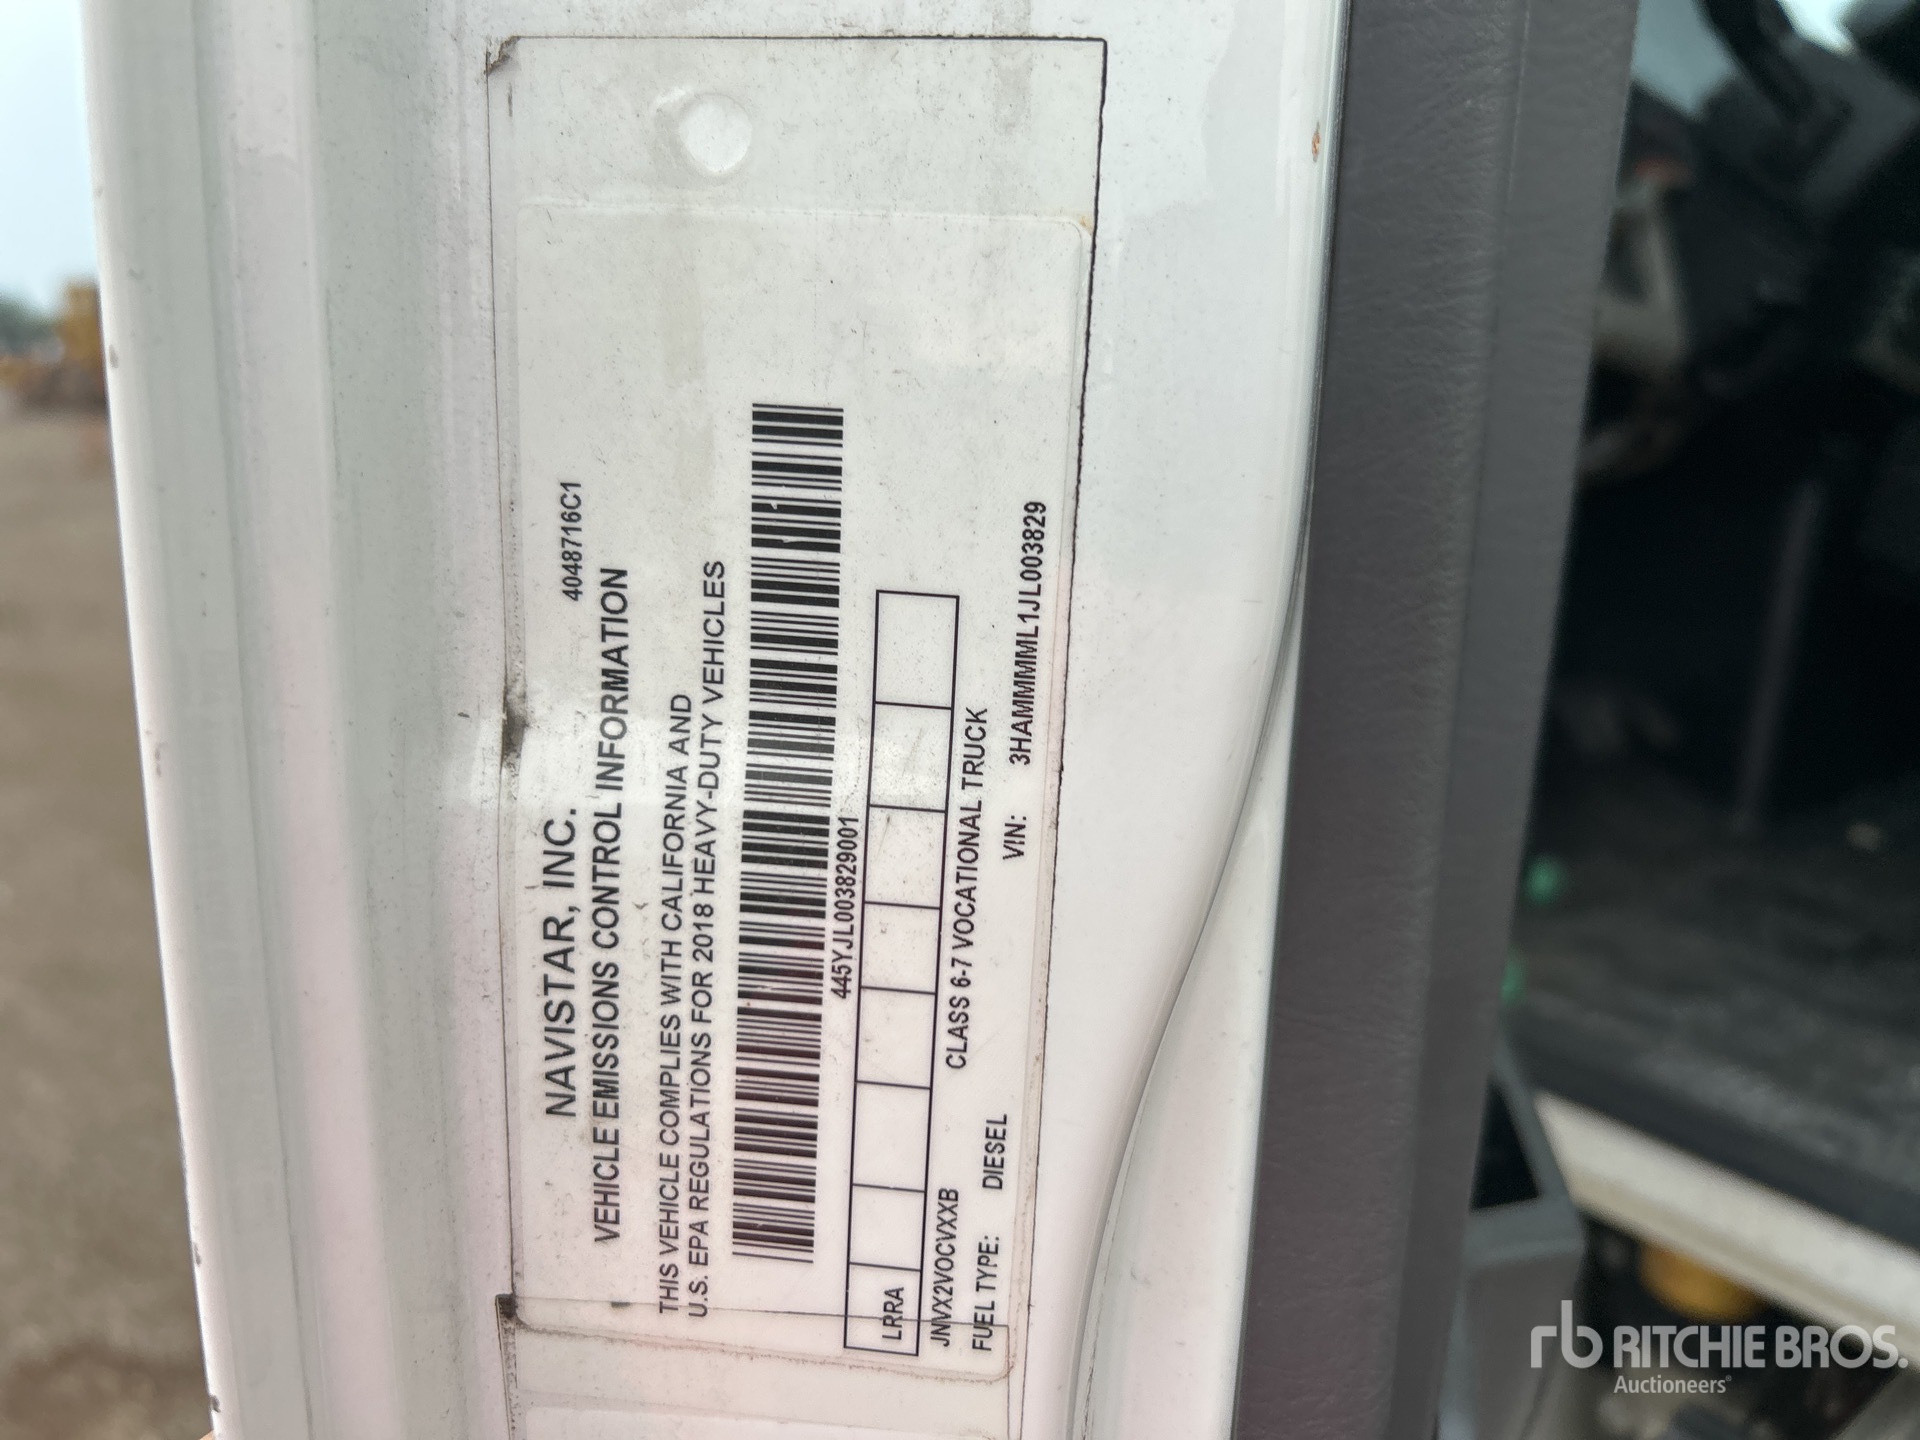 4048716C1
NAVISTAR, INC.
VEHICLE EMISSIONS CONTROL INFORMATION
THIS VEHICLE COMPLIES WITH CALIFORNIA AND
U.S. EPA REGULATIONS FOR 2018 HEAVY-DUTY VEHICLES
445YJL003829001
LRRA
JNVX2VOCVXXB CLASS 6-7 VOCATIONAL TRUCK
FUEL TYPE: DIESEL VIN: 3HAMMMML1JL003829
rb RITCHIE BROS.
Auctioneers